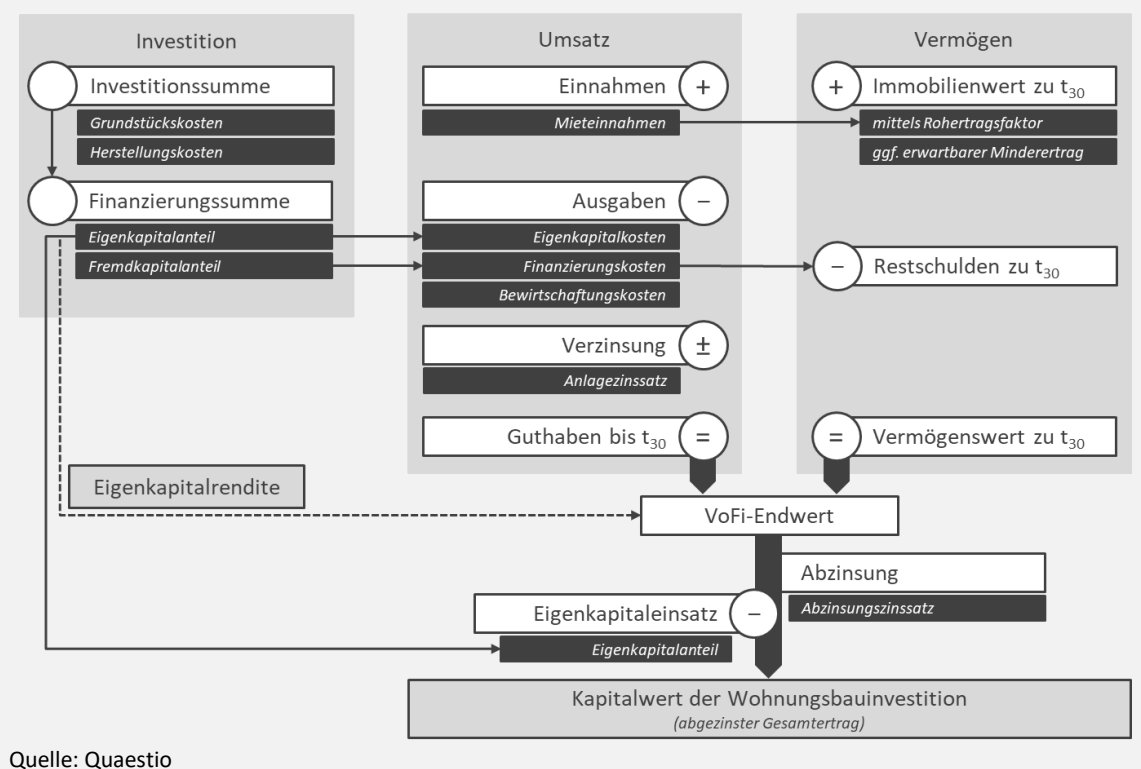 Investition
Investitionssumme
Grundstückskosten
Herstellungskosten
Finanzierungssumme
Eigenkapitalanteil
Fremdkapitalanteil
Umsatz
Einnahmen +
Mieteinnahmen
Ausgaben –
Eigenkapitalkosten
Finanzierungskosten
Bewirtschaftungskosten
Verzinsung ±
Anlagezinssatz
Guthaben bis t30 =
Vermögen
+ Immobilienwert zu t30
mittels Rohertragsfaktor
ggf. erwartbarer Minderertrag
– Restschulden zu t30
= Vermögenswert zu t30
Eigenkapitalrendite
VoFi-Endwert
Abzinsung
Abzinsungszinssatz
Eigenkapitaleinsatz –
Eigenkapitalanteil
Kapitalwert der Wohnungsbauinvestition
(abgezinster Gesamtertrag)
Quelle: Quaestio